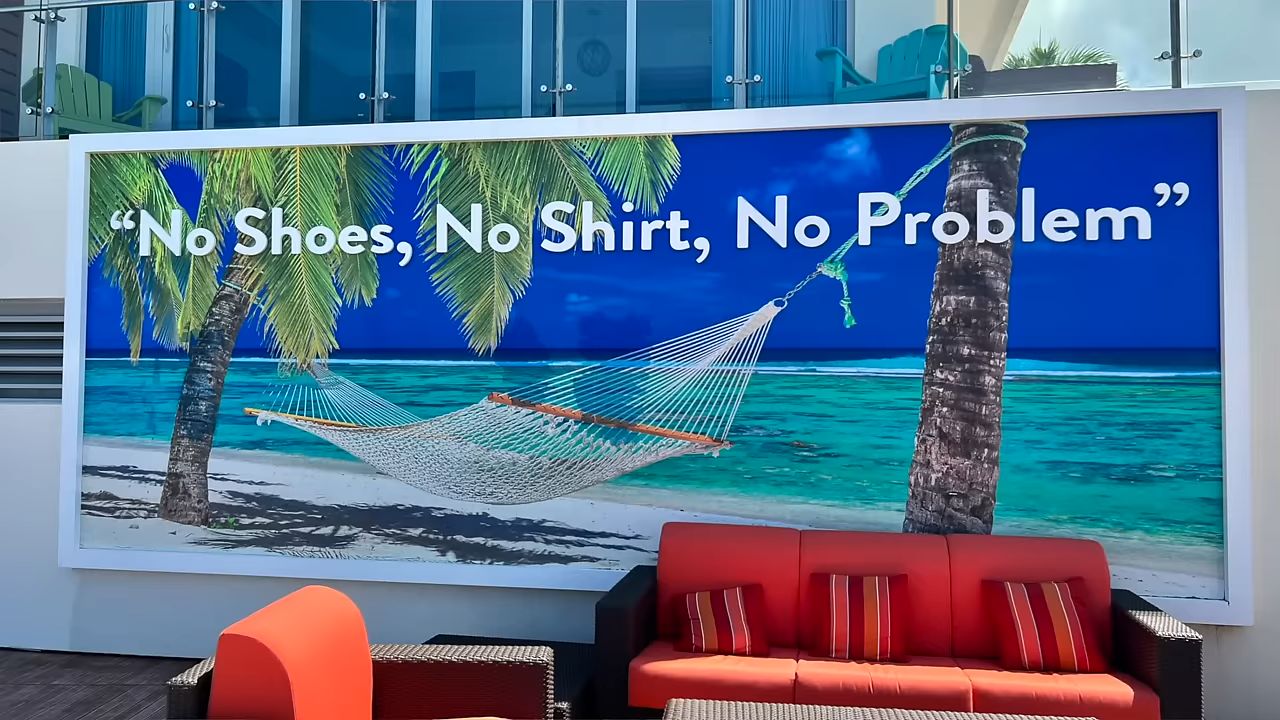 “No Shoes, No Shirt, No Problem”